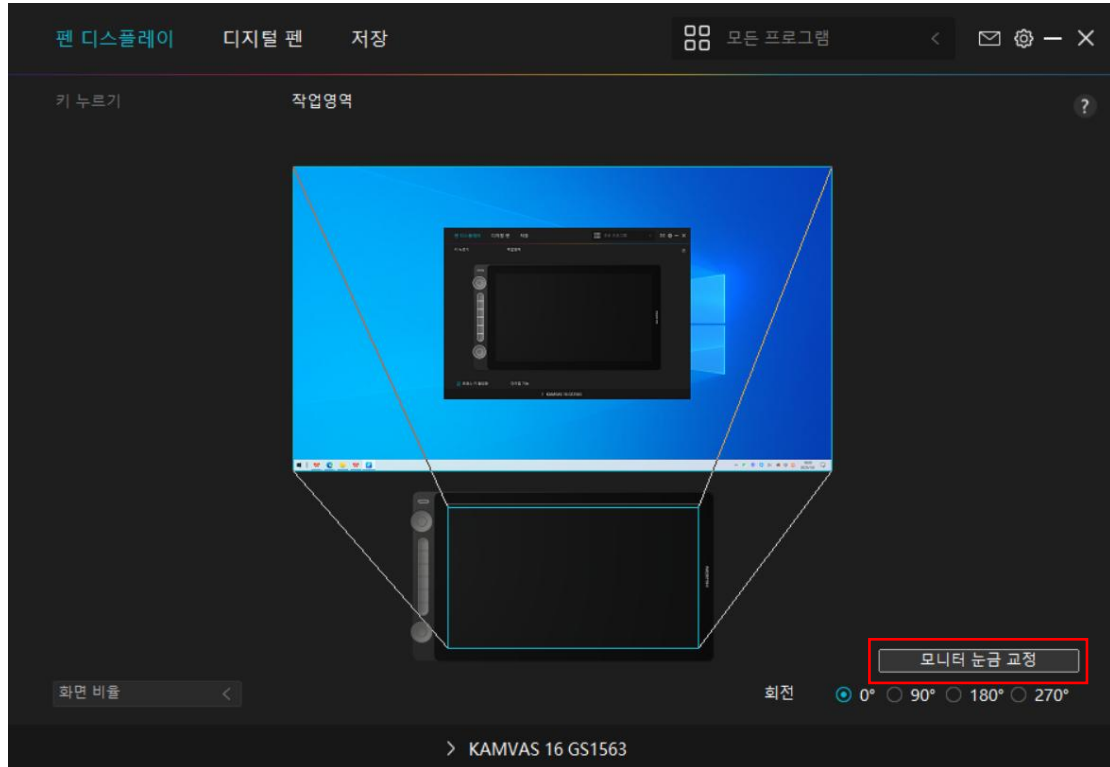 펜 디스플레이 디지털 펜 저장 모든 프로그램
키 누르기 작업영역 ?
모니터 눈금 교정
화면 비율 회전 0° 90° 180° 270°
KAMVAS 16 GS1563